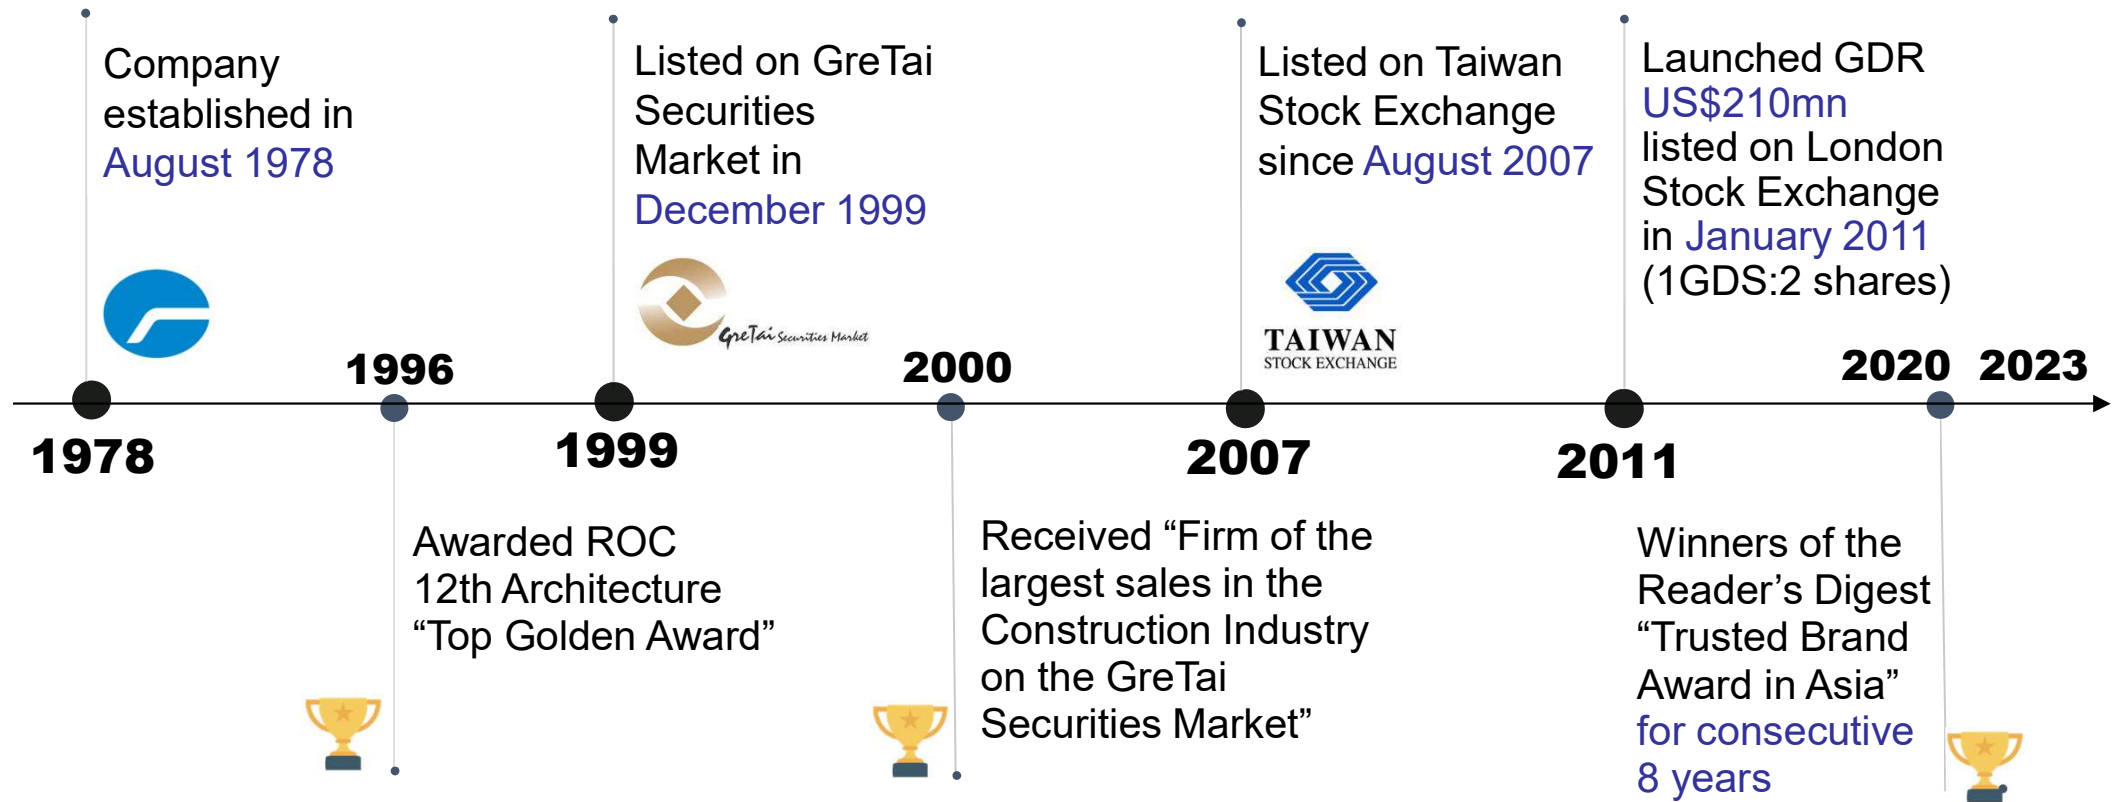 Company
established in
August 1978
Listed on GreTai
Securities
Market in
December 1999
GreTai Securities Market
Listed on Taiwan
Stock Exchange
since August 2007
TAIWAN
STOCK EXCHANGE
Launched GDR
US$210mn
listed on London
Stock Exchange
in January 2011
(1GDS:2 shares)
1996
2000
2020 2023
1978
1999
2007
2011
Awarded ROC
12th Architecture
“Top Golden Award”
Received “Firm of the
largest sales in the
Construction Industry
on the GreTai
Securities Market”
Winners of the
Reader’s Digest
“Trusted Brand
Award in Asia”
for consecutive
8 years